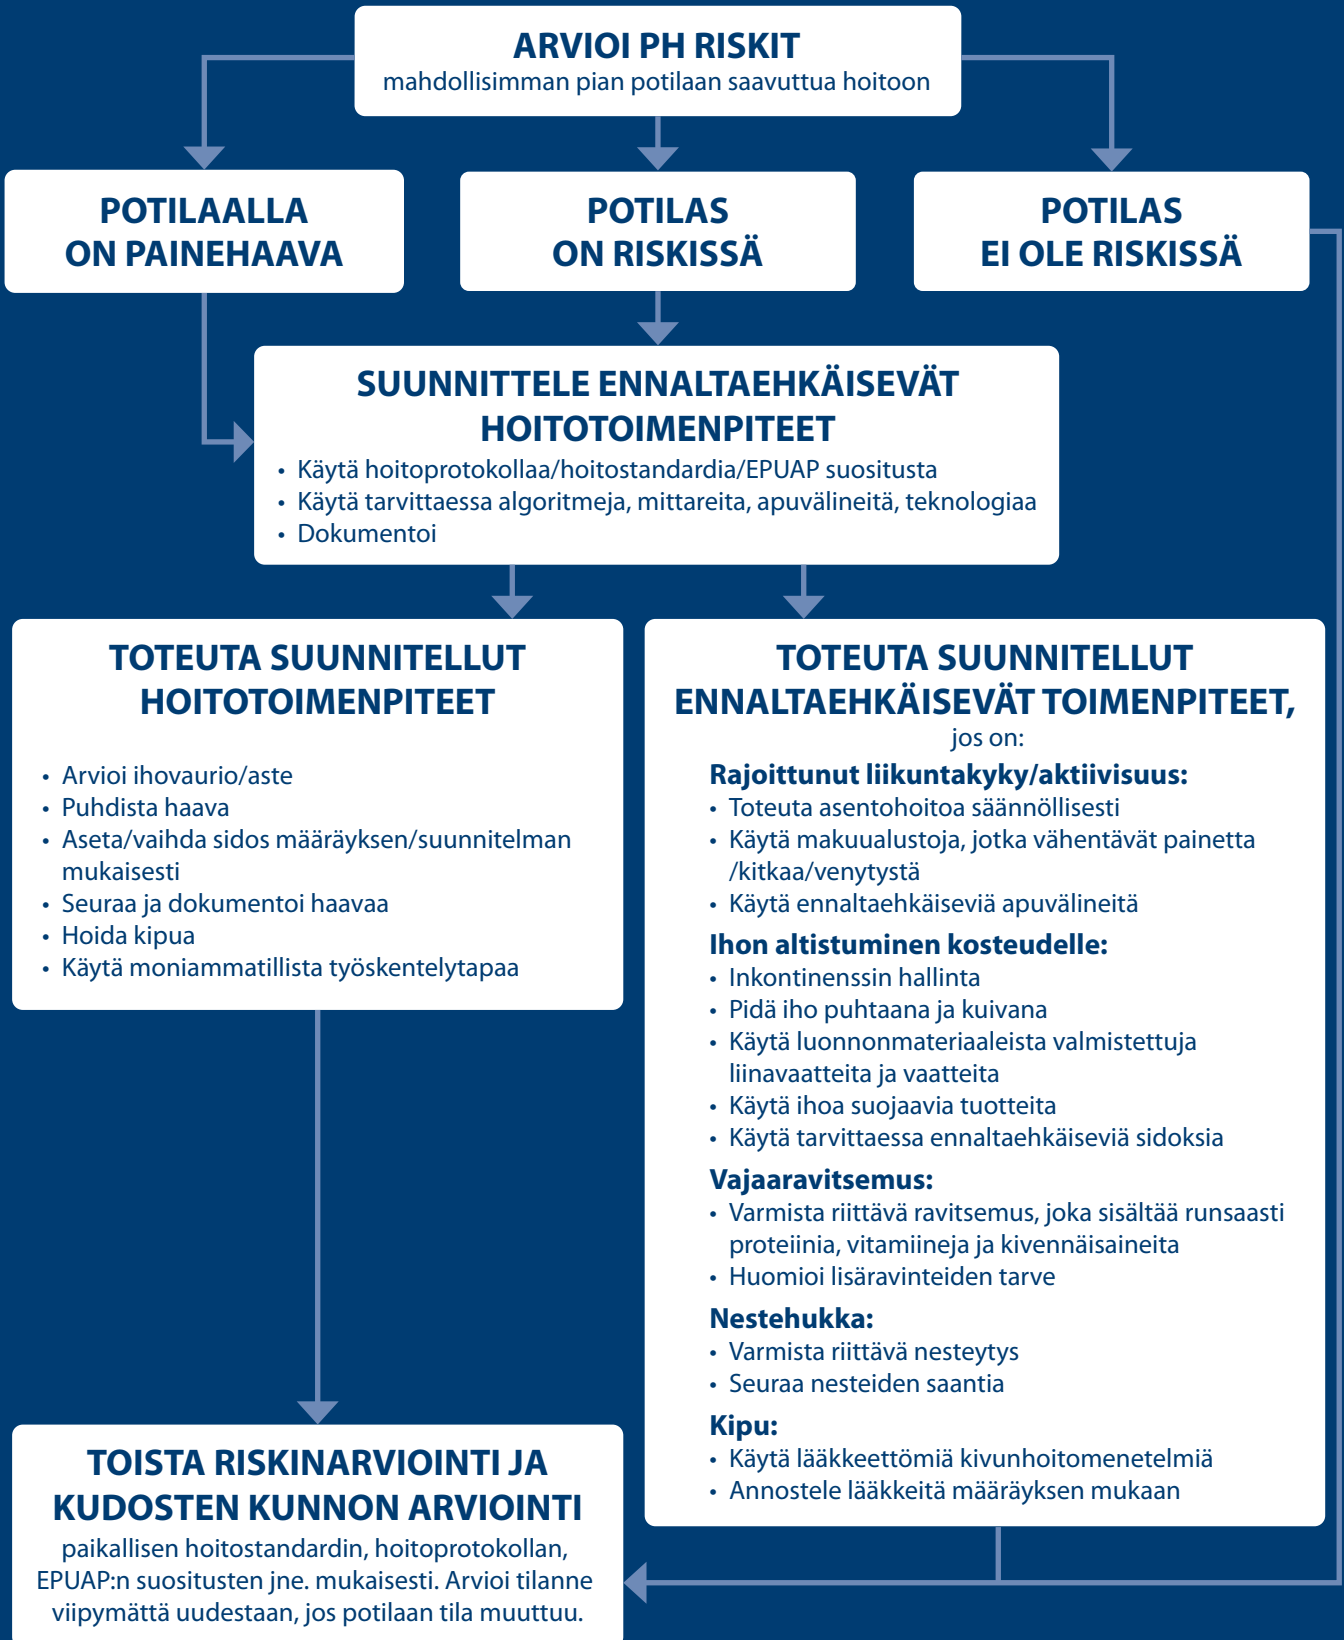 ARVIOI PH RISKIT
mahdollisimman pian potilaan saavuttua hoitoon
POTILAALLA
ON PAINEHAAVA
POTILAS
ON RISKISSÄ
POTILAS
EI OLE RISKISSÄ
SUUNNITTELE ENNALTAEHKÄISEVÄT
HOITOTOIMENPITEET
• Käytä hoitoprotokollaa/hoitostandardia/EPUAP suositusta
• Käytä tarvittaessa algoritmeja, mittareita, apuvälineitä, teknologiaa
• Dokumentoi
TOTEUTA SUUNNITELLUT
HOITOTOIMENPITEET
• Arvioi ihovaurio/aste
• Puhdista haava
• Aseta/vaihda sidos määräyksen/suunnitelman
mukaisesti
• Seuraa ja dokumentoi haavaa
• Hoida kipua
• Käytä moniammatillista työskentelytapaa
TOTEUTA SUUNNITELLUT
ENNALTAEHKÄISEVÄT TOIMENPITEET,
jos on:
Rajoittunut liikuntakyky/aktiivisuus:
• Toteuta asentohoitoa säännöllisesti
• Käytä makuualustoja, jotka vähentävät painetta
/kitkaa/venytystä
• Käytä ennaltaehkäiseviä apuvälineitä
Ihon altistuminen kosteudelle:
• Inkontinenssin hallinta
• Pidä iho puhtaana ja kuivana
• Käytä luonnonmateriaaleista valmistettuja
liinavaatteita ja vaatteita
• Käytä ihoa suojaavia tuotteita
• Käytä tarvittaessa ennaltaehkäiseviä sidoksia
Vajaaravitsemus:
• Varmista riittävä ravitsemus, joka sisältää runsaasti
proteiinia, vitamiineja ja kivennäisaineita
• Huomioi lisäravinteiden tarve
Nestehukka:
• Varmista riittävä nesteytys
• Seuraa nesteiden saantia
Kipu:
• Käytä lääkkeettömiä kivunhoitomenetelmiä
• Annostele lääkkeitä määräyksen mukaan
TOISTA RISKINARVIOINTI JA
KUDOSTEN KUNNON ARVIOINTI
paikallisen hoitostandardin, hoitoprotokollan,
EPUAP:n suositusten jne. mukaisesti. Arvioi tilanne
viipymättä uudestaan, jos potilaan tila muuttuu.